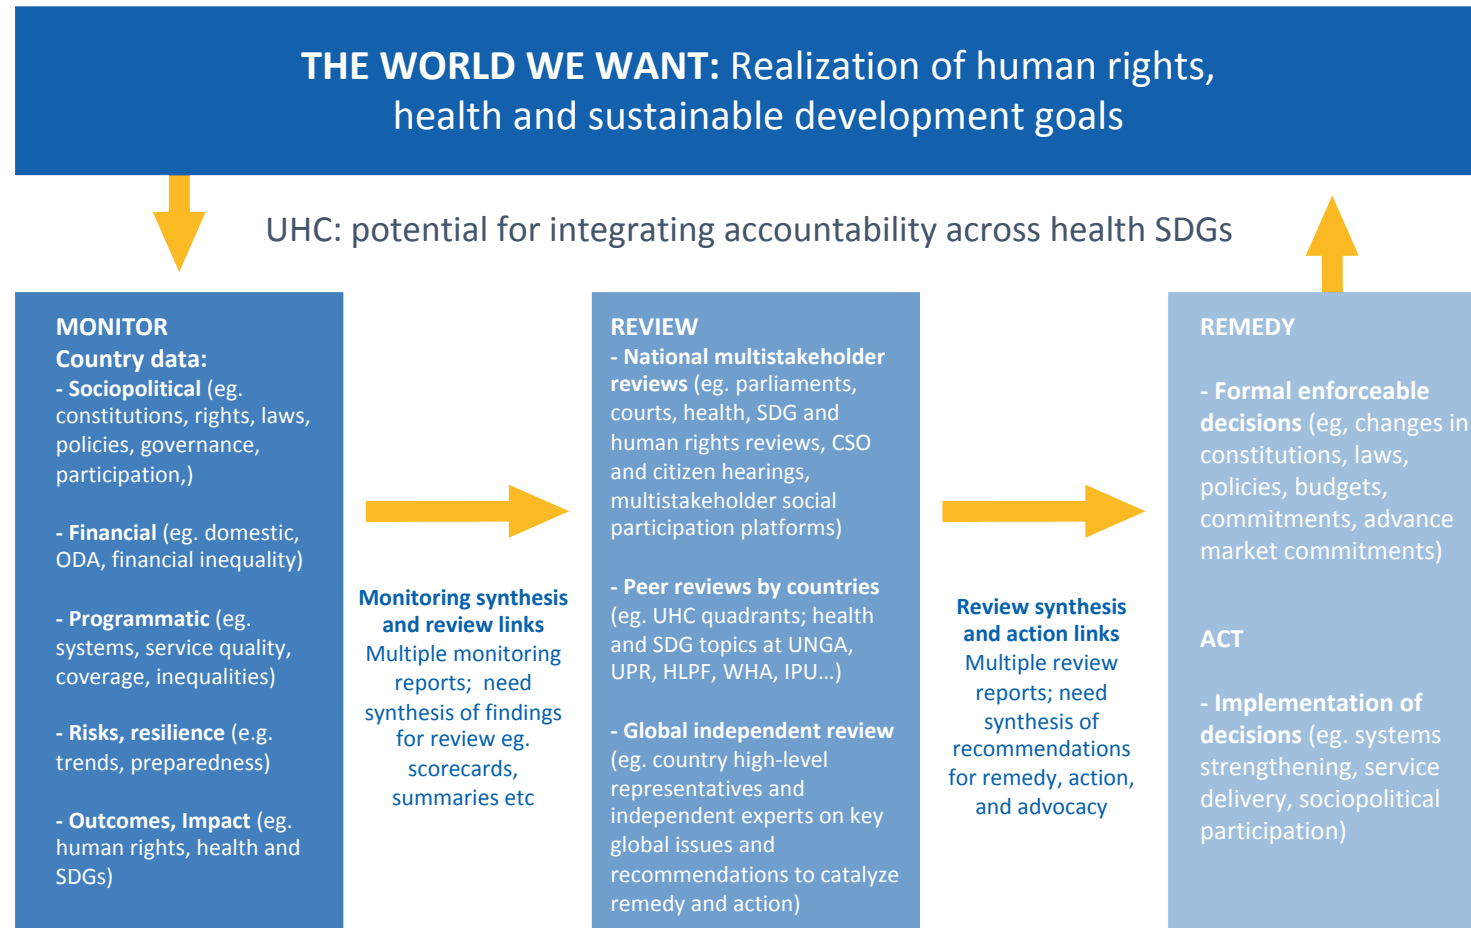 THE WORLD WE WANT: Realization of human rights,
health and sustainable development goals
UHC: potential for integrating accountability across health SDGs
MONITOR
Country data:
- Sociopolitical (eg.
constitutions, rights, laws,
policies, governance,
participation,)
- Financial (eg. domestic,
ODA, financial inequality)
- Programmatic (eg.
systems, service quality,
coverage, inequalities)
- Risks, resilience (e.g.
trends, preparedness)
- Outcomes, Impact (eg.
human rights, health and
SDGs)
Monitoring synthesis
and review links
Multiple monitoring
reports; need
synthesis of findings
for review eg.
scorecards,
summaries etc
REVIEW
- National multistakeholder
reviews (eg. parliaments,
courts, health, SDG and
human rights reviews, CSO
and citizen hearings,
multistakeholder social
participation platforms)
- Peer reviews by countries
(eg. UHC quadrants; health
and SDG topics at UNGA,
UPR, HLPF, WHA, IPU...)
- Global independent review
(eg. country high-level
representatives and
independent experts on key
global issues and
recommendations to catalyze
remedy and action)
Review synthesis
and action links
Multiple review
reports; need
synthesis of
recommendations
for remedy, action,
and advocacy
REMEDY
- Formal enforceable
decisions (eg, changes in
constitutions, laws,
policies, budgets,
commitments, advance
market commitments)
ACT
- Implementation of
decisions (eg. systems
strengthening, service
delivery, sociopolitical
participation)